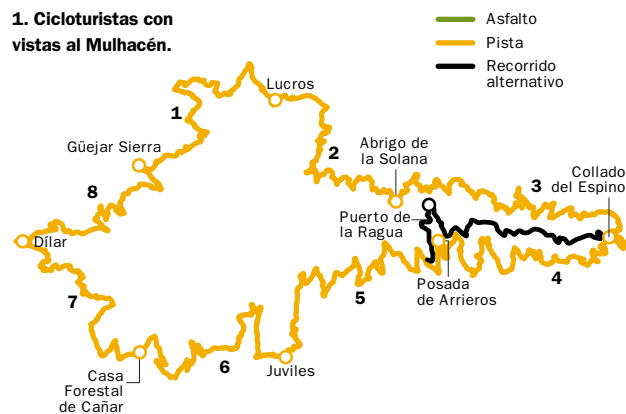 1. Cicloturistas con
vistas al Mulhacén.
Asfalto
Pista
Recorrido
alternativo
Lucros
1
Güejar Sierra
2
Abrigo de
la Solana
3
Collado
del Espino
8
Puerto de
la Ragua
Dílar
4
Posada
de Arrieros
5
7
6
Juviles
Casa
Forestal
de Cañar